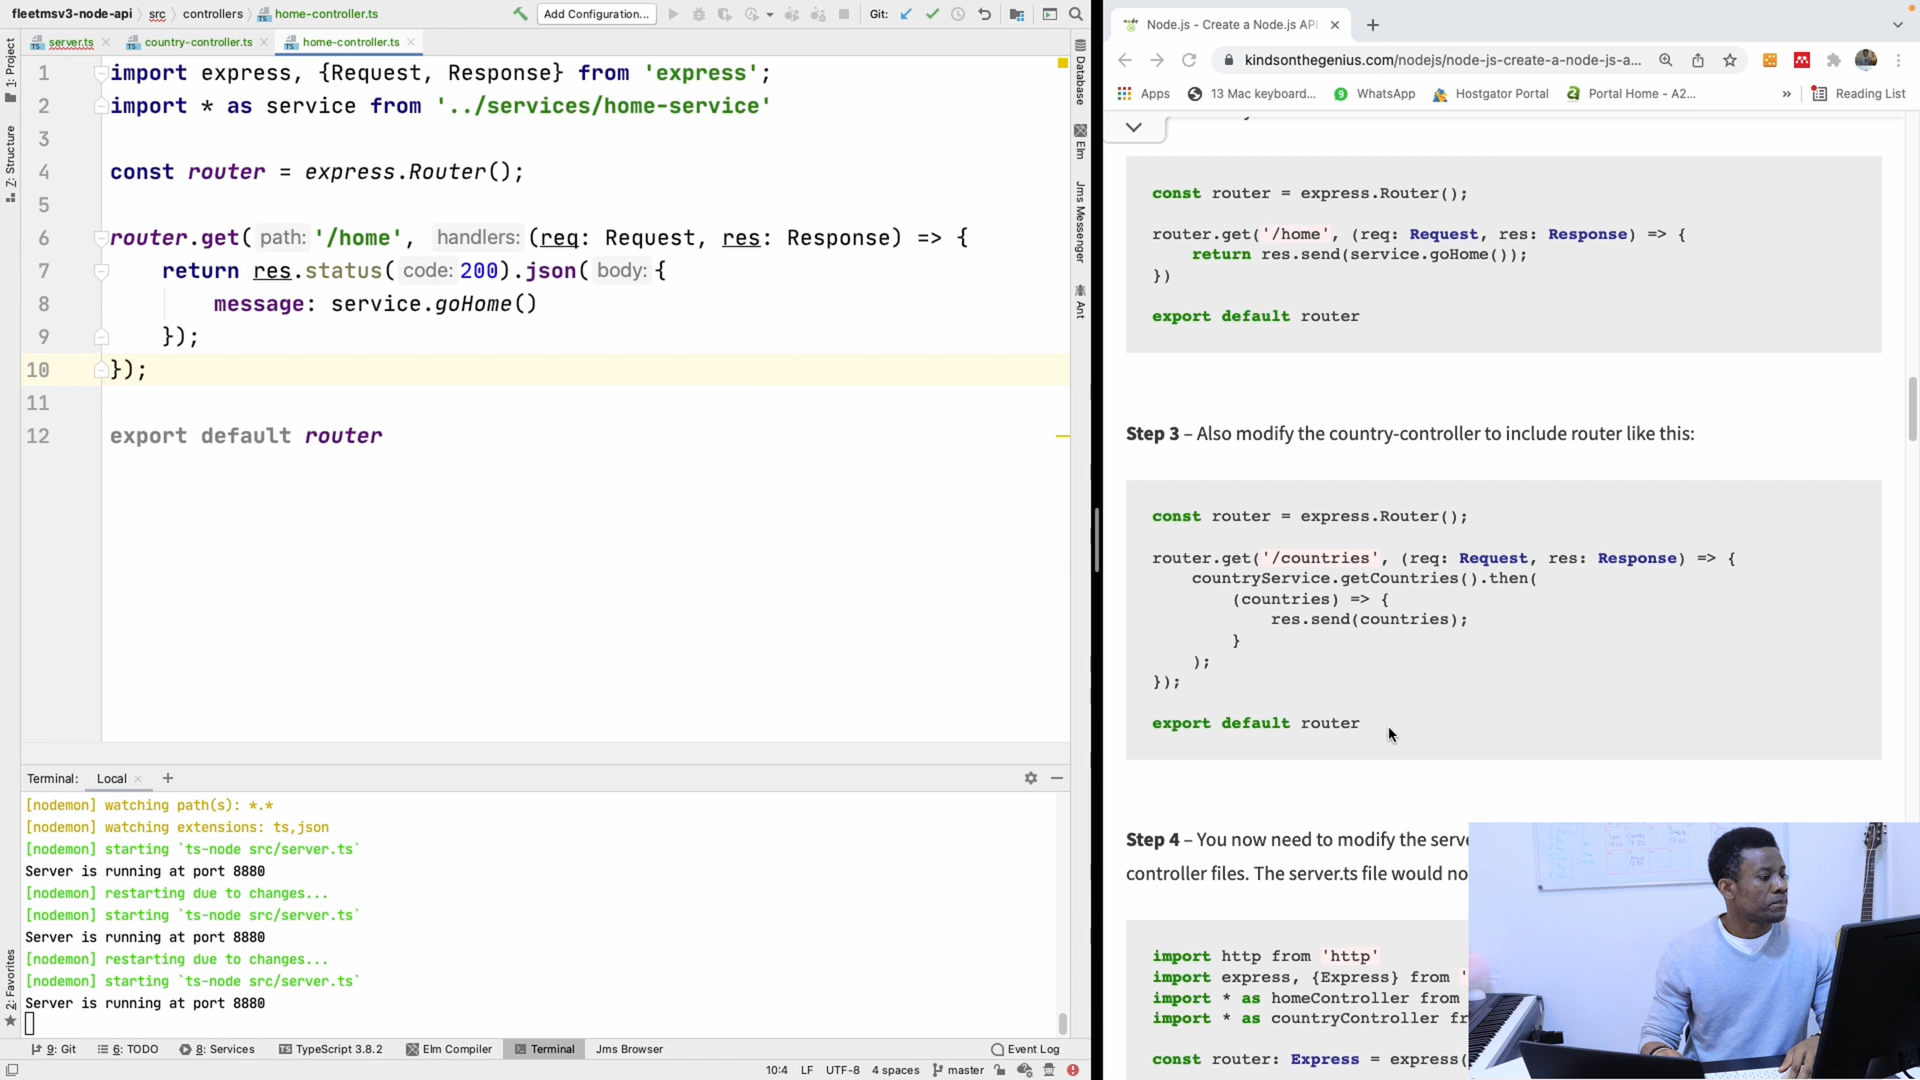 fleetmsv3-node-api
src
controllers
home-controller.ts
Add Configuration...
Git:
server.ts
country-controller.ts
home-controller.ts
1: Project
Z: Structure
2: Favorites
1 import express, {Request, Response} from 'express';
2 import * as service from '../services/home-service'
3
4 const router = express.Router();
5
6 router.get( path: '/home', handlers: (req: Request, res: Response) => {
7 return res.status( code: 200).json( body: {
8 message: service.goHome()
9 });
10 });
11
12 export default router
Database
Elm
Jms Messenger
Ant
Terminal: Local
[nodemon] watching path(s): *.*
[nodemon] watching extensions: ts,json
[nodemon] starting `ts-node src/server.ts`
Server is running at port 8880
[nodemon] restarting due to changes...
[nodemon] starting `ts-node src/server.ts`
Server is running at port 8880
[nodemon] restarting due to changes...
[nodemon] starting `ts-node src/server.ts`
Server is running at port 8880
9: Git 6: TODO 8: Services TypeScript 3.8.2 Elm Compiler Terminal Jms Browser Event Log
10:4 LF UTF-8 4 spaces master
Node.js - Create a Node.js API
kindsonthegenius.com/nodejs/node-js-create-a-node-js-a...
Apps 13 Mac keyboard... WhatsApp Hostgator Portal Portal Home - A2... » Reading List
const router = express.Router();
router.get('/home', (req: Request, res: Response) => {
return res.send(service.goHome());
})
export default router
Step 3 – Also modify the country-controller to include router like this:
const router = express.Router();
router.get('/countries', (req: Request, res: Response) => {
countryService.getCountries().then(
(countries) => {
res.send(countries);
}
);
});
export default router
Step 4 – You now need to modify the serve
controller files. The server.ts file would no
import http from 'http'
import express, {Express} from '
import * as homeController from
import * as countryController fr
const router: Express = express(